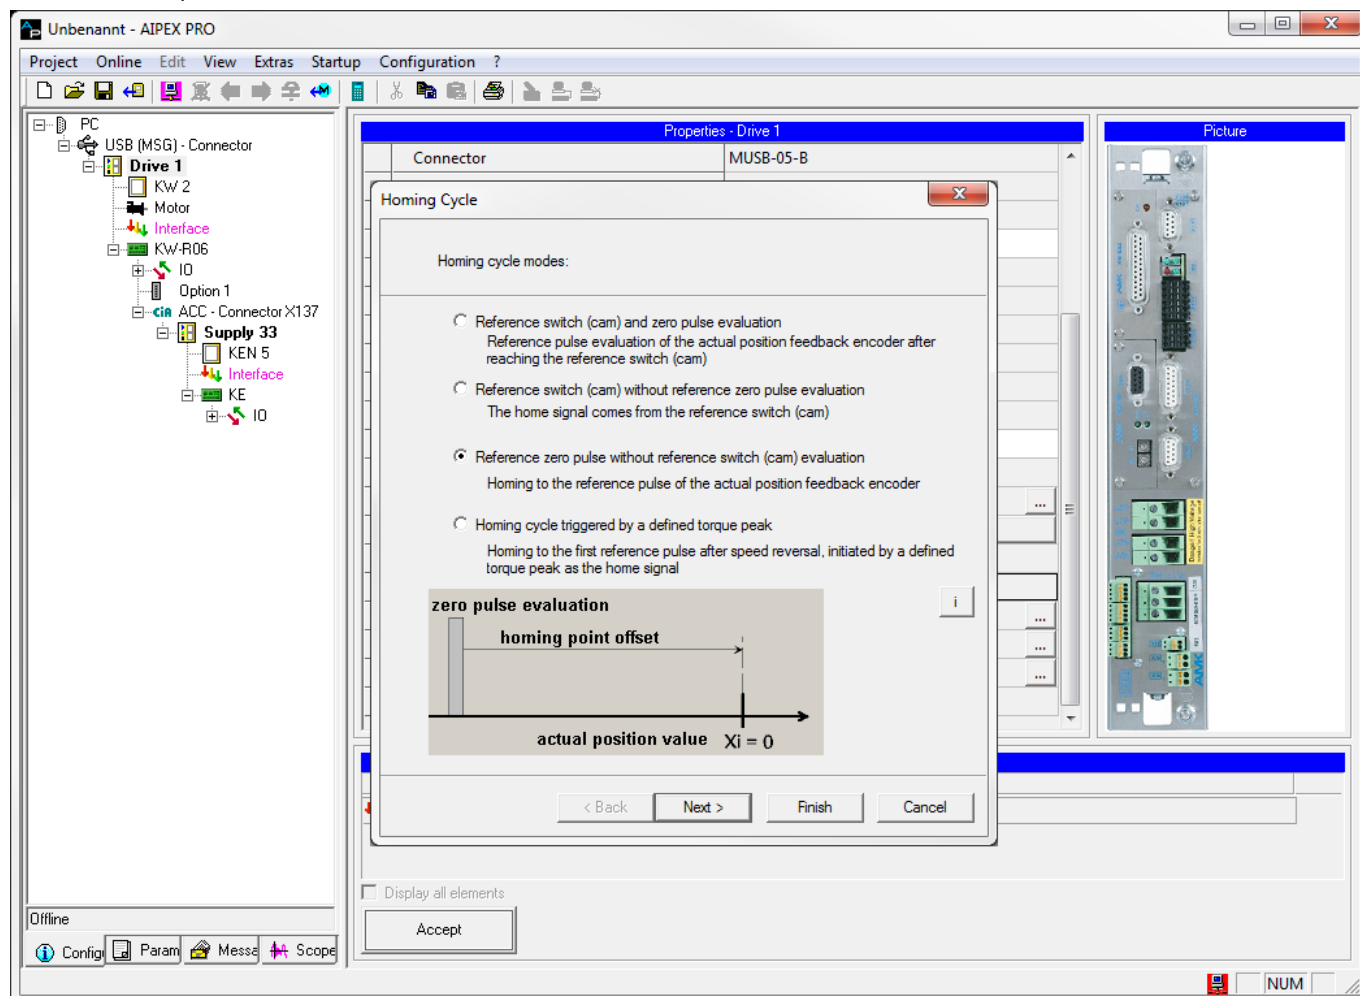 Unbenannt - AIPEX PRO
Project Online Edit View Extras Startup Configuration ?
PC
USB (MSG) - Connector
Drive 1
KW 2
Motor
Interface
KW-R06
IO
Option 1
ACC - Connector X137
Supply 33
KEN 5
Interface
KE
IO
Offline
Configu Param Messa Scope
Properties - Drive 1
Connector MUSB-05-B
Picture
Homing Cycle
Homing cycle modes:
Reference switch (cam) and zero pulse evaluation
Reference pulse evaluation of the actual position feedback encoder after
reaching the reference switch (cam)
Reference switch (cam) without reference zero pulse evaluation
The home signal comes from the reference switch (cam)
Reference zero pulse without reference switch (cam) evaluation
Homing to the reference pulse of the actual position feedback encoder
Homing cycle triggered by a defined torque peak
Homing to the first reference pulse after speed reversal, initiated by a defined
torque peak as the home signal
i
zero pulse evaluation
homing point offset
actual position value Xi = 0
< Back Next > Finish Cancel
...
...
...
...
Display all elements
Accept
AMK
NUM